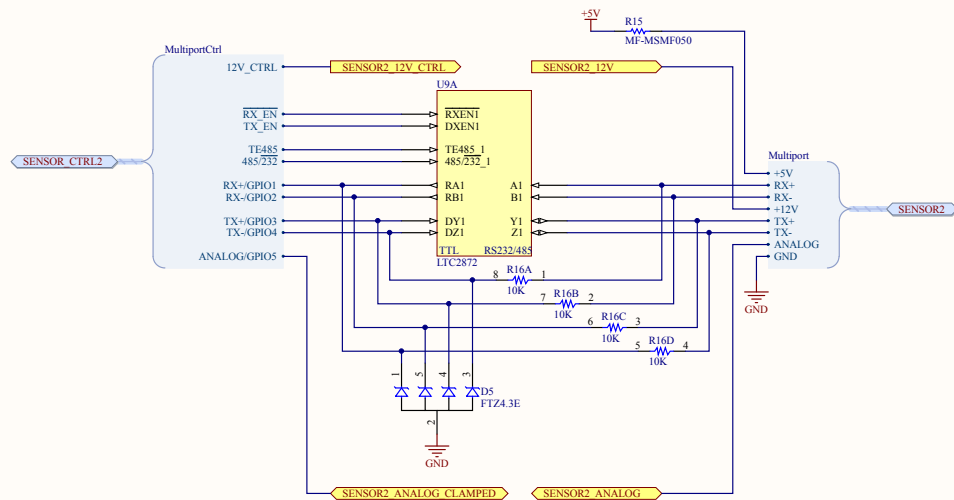 +5V
R15
MF-MSMF050
MultiportCtrl
12V_CTRL
SENSOR2_12V_CTRL
SENSOR2_12V
U9A
RX_EN
RXEN1
TX_EN
DXEN1
TE485
TE485_1
485/232
485/232_1
Multiport
SENSOR_CTRL2
+5V
RX+/GPIO1
RA1
A1
RX+
RX-/GPIO2
RB1
B1
RX-
+12V
SENSOR2
TX+/GPIO3
DY1
Y1
TX+
TX-/GPIO4
DZ1
Z1
TX-
ANALOG
TTL
RS232/485
ANALOG/GPIO5
GND
LTC2872
8
R16A
1
10K
7
R16B
2
10K
GND
6
R16C
3
10K
5
R16D
4
10K
1
5
4
3
D5
FTZ4.3E
2
GND
SENSOR2_ANALOG_CLAMPED
SENSOR2_ANALOG